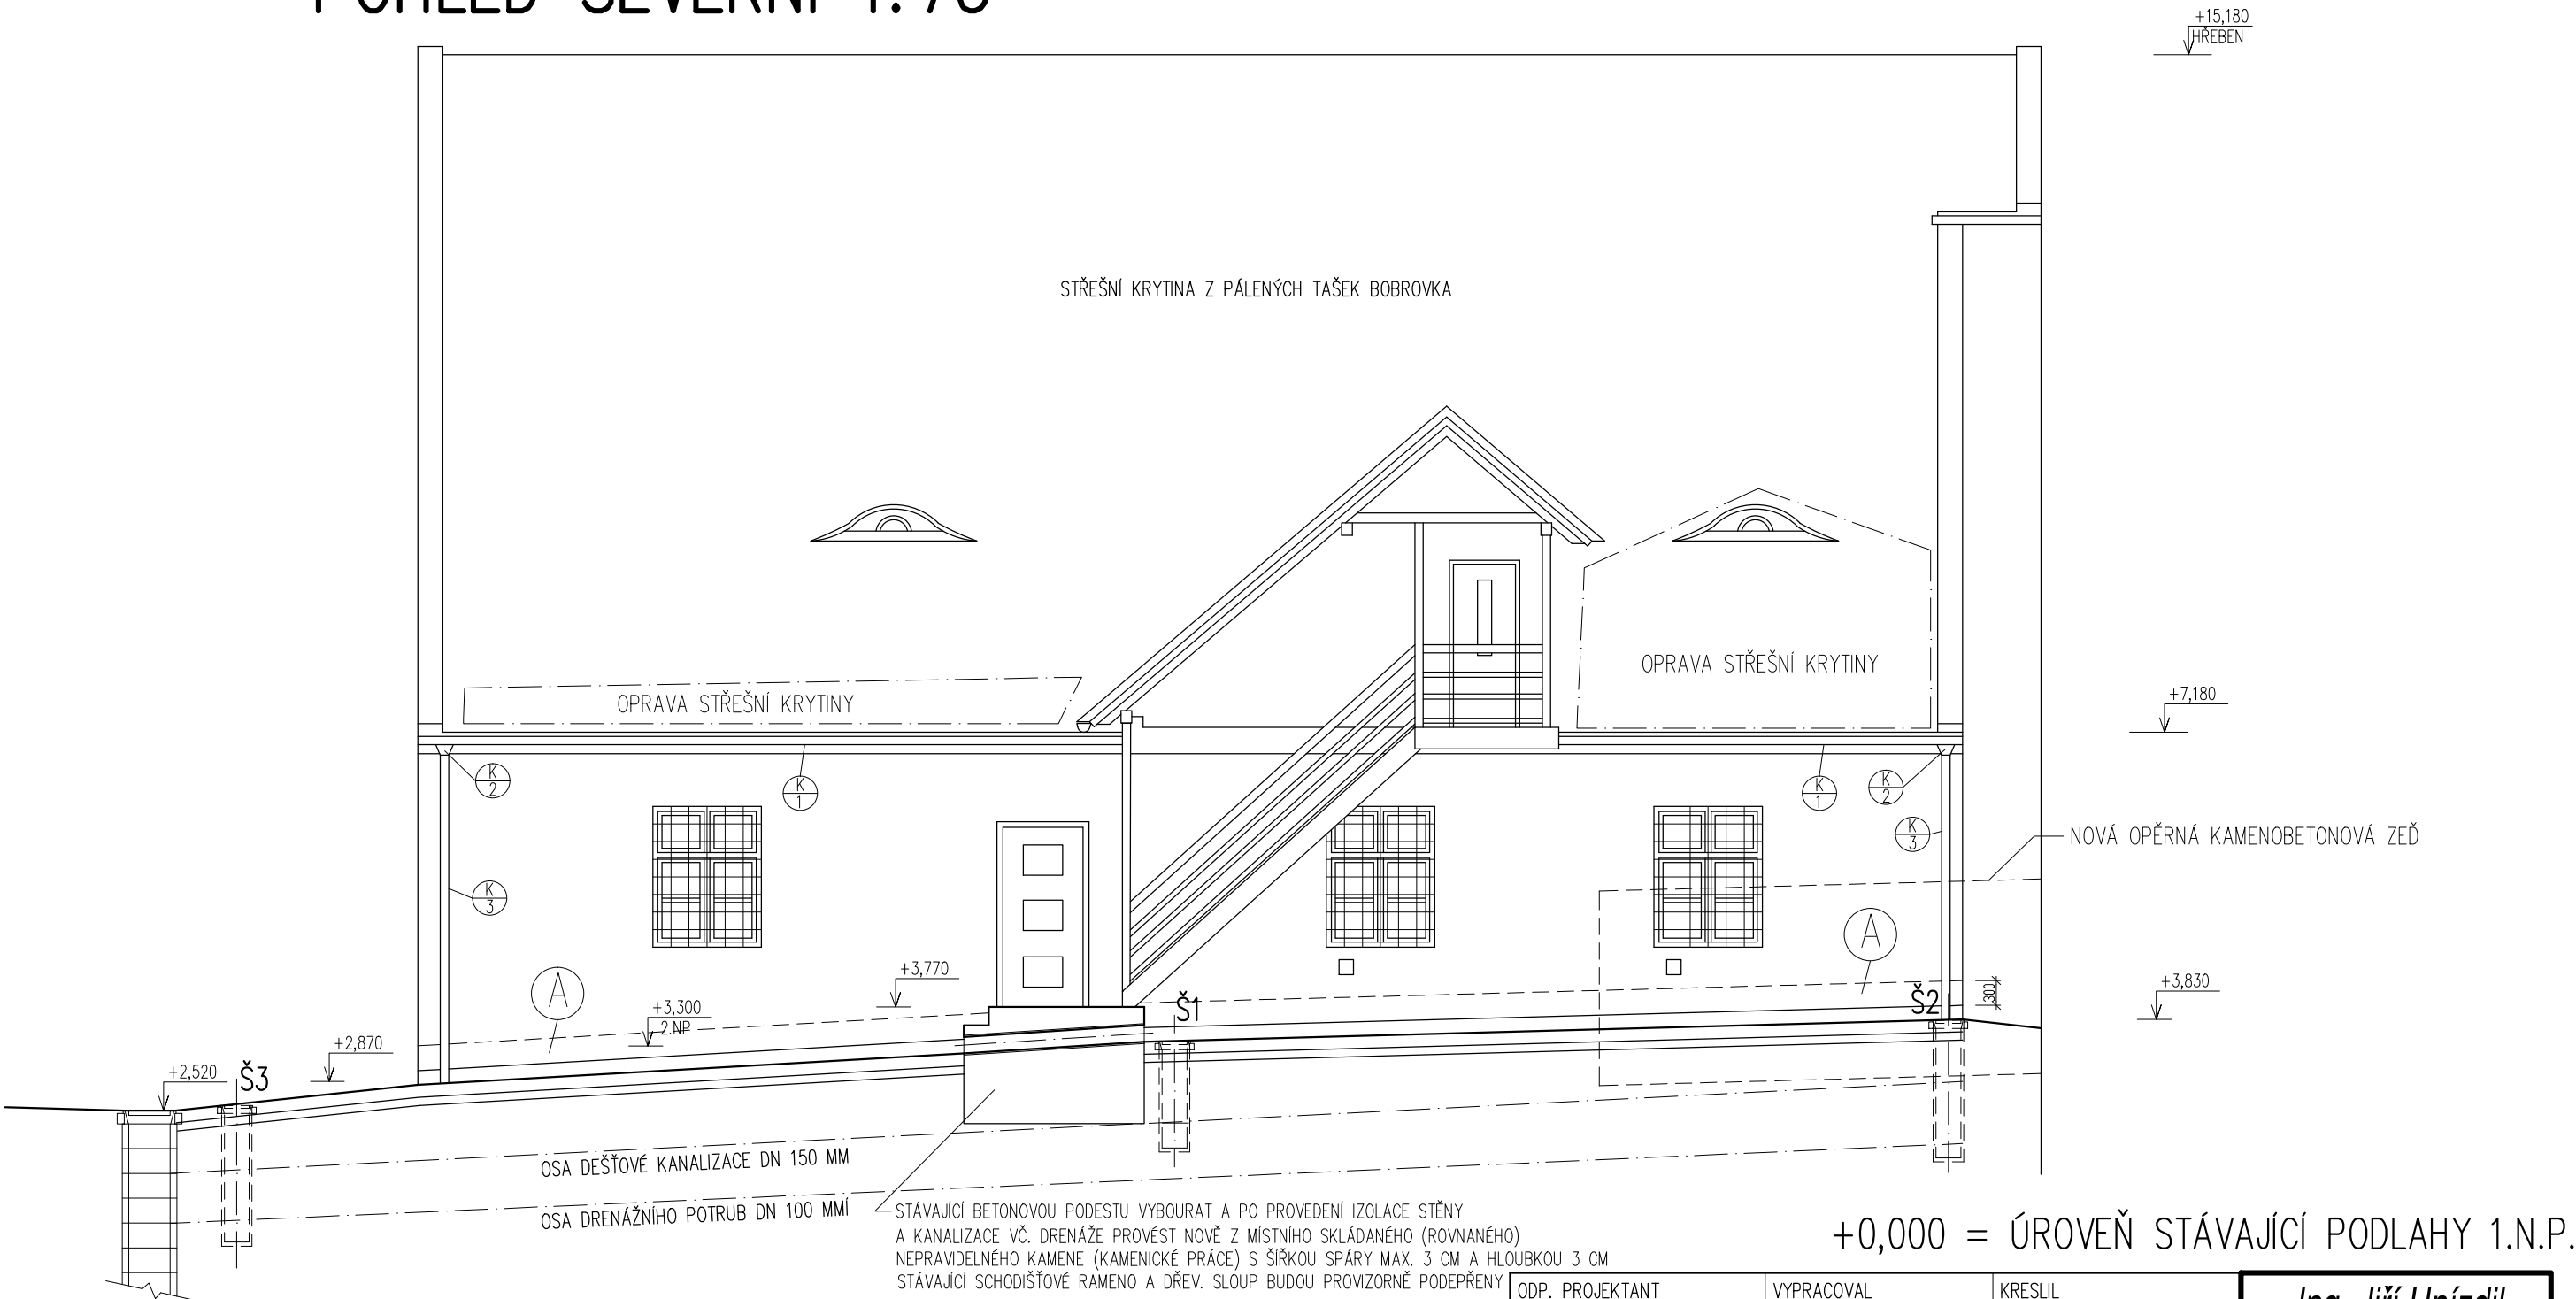 POHLED SEVERNÍ 1:75
+15,180
HŘEBEN
STŘEŠNÍ KRYTINA Z PÁLENÝCH TAŠEK BOBROVKA
OPRAVA STŘEŠNÍ KRYTINY
OPRAVA STŘEŠNÍ KRYTINY
+7,180
K
2
K
1
K
1
K
2
K
3
K
3
NOVÁ OPĚRNÁ KAMENOBETONOVÁ ZEĎ
A
A
+3,770
+3,300
2.NP
+2,870
+2,520
Š3
Š1
Š2
300
+3,830
OSA DEŠŤOVÉ KANALIZACE DN 150 MM
OSA DRENÁŽNÍHO POTRUB DN 100 MMÍ
STÁVAJÍCÍ BETONOVOU PODESTU VYBOURAT A PO PROVEDENÍ IZOLACE STĚNY
A KANALIZACE VČ. DRENÁŽE PROVÉST NOVĚ Z MÍSTNÍHO SKLÁDANÉHO (ROVNANÉHO)
NEPRAVIDELNÉHO KAMENE (KAMENICKÉ PRÁCE) S ŠÍŘKOU SPÁRY MAX. 3 CM A HLOUBKOU 3 CM
STÁVAJÍCÍ SCHODIŠŤOVÉ RAMENO A DŘEV. SLOUP BUDOU PROVIZORNĚ PODEPŘENY
+0,000 = ÚROVEŇ STÁVAJÍCÍ PODLAHY 1.N.P.
ODP. PROJEKTANT
VYPRACOVAL
KRESLIL
Ing. Jiří Hnízdil